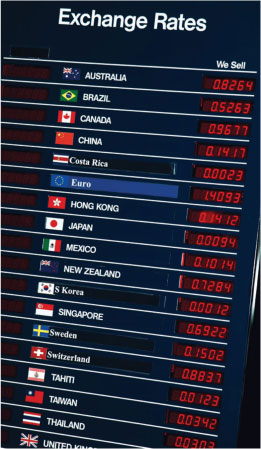 Exchange Rates
We Sell
AUSTRALIA 0.8264
BRAZIL 0.5263
CANADA 0.9677
CHINA 0.1417
Costa Rica 0.0023
Euro 1.4093
HONG KONG 0.1412
JAPAN 0.0094
MEXICO 0.1014
NEW ZEALAND 0.7284
S Korea 0.0012
SINGAPORE 0.6922
Sweden 0.1502
Switzerland 0.8837
TAHITI 0.0123
TAIWAN 0.0342
THAILAND 0.0303
UNITED